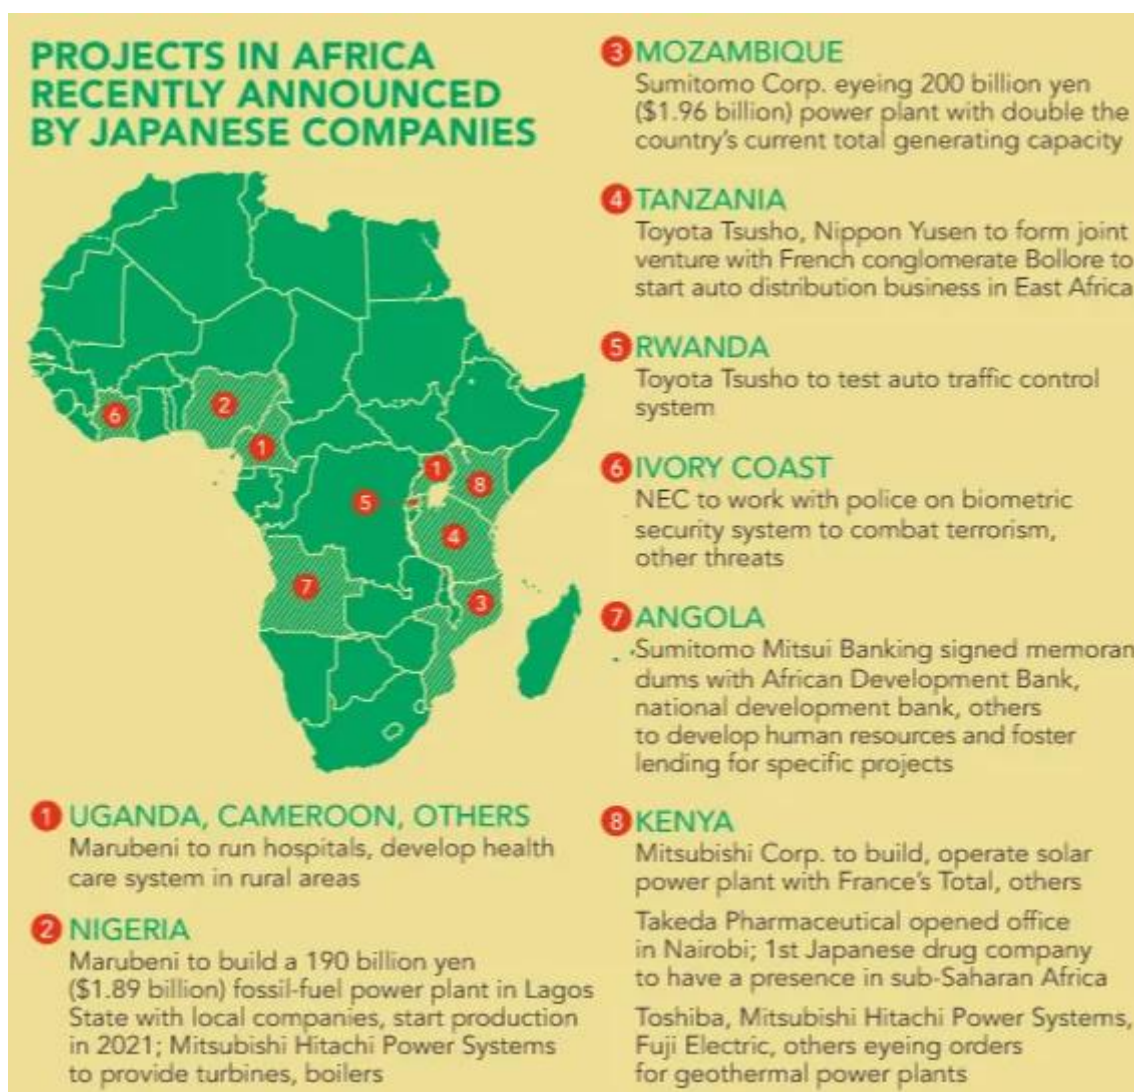 PROJECTS IN AFRICA
RECENTLY ANNOUNCED
BY JAPANESE COMPANIES
6
2
1
1
8
5
4
7
3
1 UGANDA, CAMEROON, OTHERS
Marubeni to run hospitals, develop health
care system in rural areas
2 NIGERIA
Marubeni to build a 190 billion yen
($1.89 billion) fossil-fuel power plant in Lagos
State with local companies, start production
in 2021; Mitsubishi Hitachi Power Systems
to provide turbines, boilers
3 MOZAMBIQUE
Sumitomo Corp. eyeing 200 billion yen
($1.96 billion) power plant with double the
country's current total generating capacity
4 TANZANIA
Toyota Tsusho, Nippon Yusen to form joint
venture with French conglomerate Bollore to
start auto distribution business in East Africa
5 RWANDA
Toyota Tsusho to test auto traffic control
system
6 IVORY COAST
NEC to work with police on biometric
security system to combat terrorism,
other threats
7 ANGOLA
Sumitomo Mitsui Banking signed memoran
dums with African Development Bank,
national development bank, others
to develop human resources and foster
lending for specific projects
8 KENYA
Mitsubishi Corp. to build, operate solar
power plant with France's Total, others
Takeda Pharmaceutical opened office
in Nairobi; 1st Japanese drug company
to have a presence in sub-Saharan Africa
Toshiba, Mitsubishi Hitachi Power Systems,
Fuji Electric, others eyeing orders
for geothermal power plants